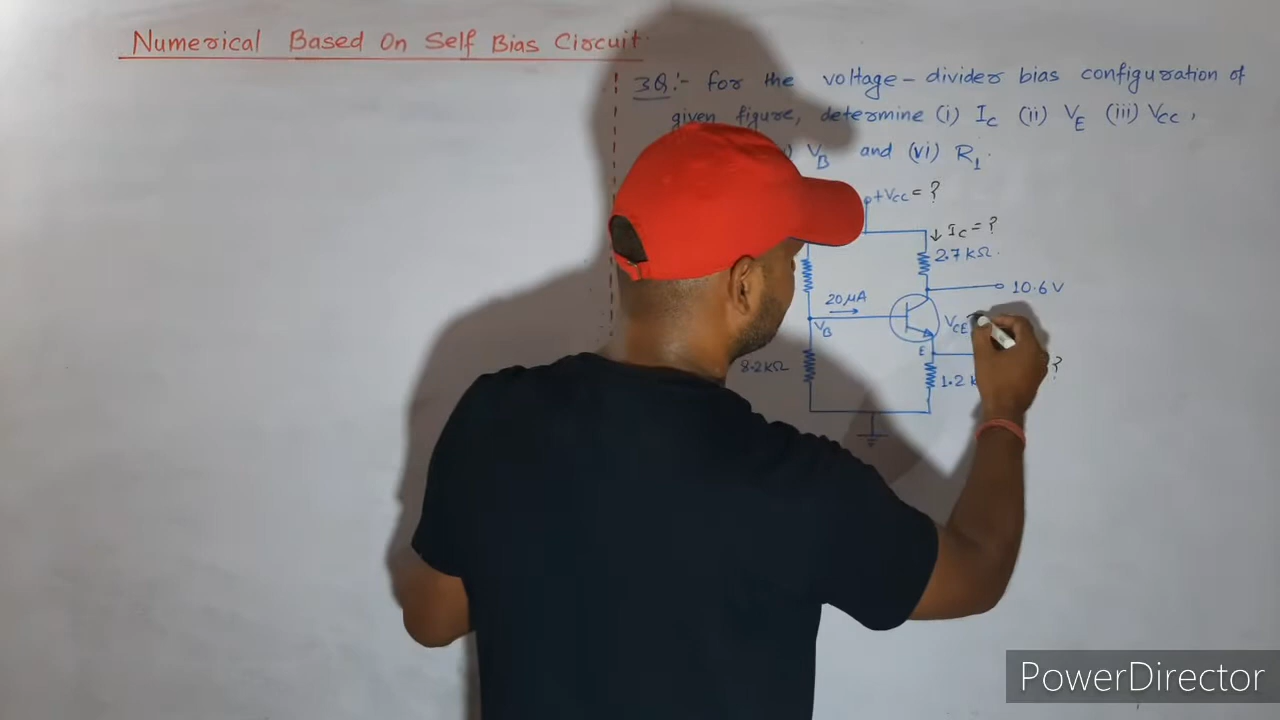 Numerical Based On Self Bias Circuit
3Q:- for the voltage-divider bias configuration of
given figure, determine (i) IC (ii) VE (iii) VCC,
) VB and (vi) R1.
+VCC = ?
↓ IC = ?
2.7 kΩ.
10.6 V
20 μA
VB
VCE ?
E
8.2 kΩ
1.2 k
?
PowerDirector